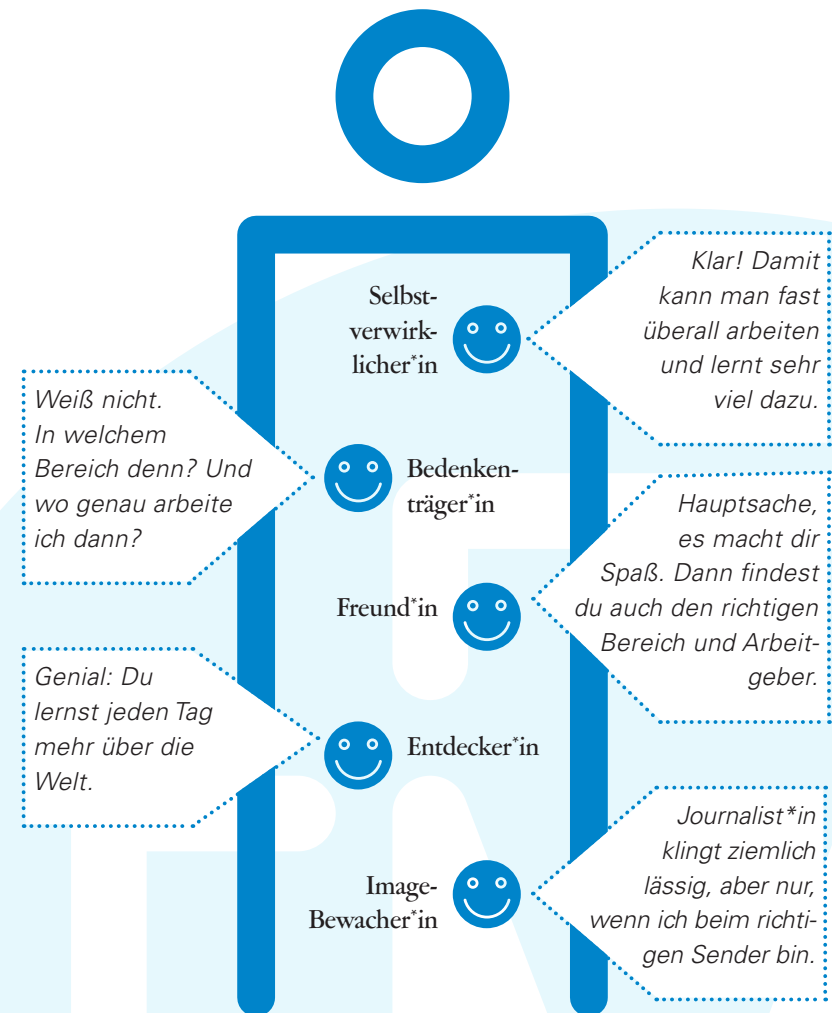 Selbst-
verwirk-
licher*in
Klar! Damit
kann man fast
überall arbeiten
und lernt sehr
viel dazu.
Weiß nicht.
In welchem
Bereich denn? Und
wo genau arbeite
ich dann?
Bedenken-
träger*in
Freund*in
Hauptsache,
es macht dir
Spaß. Dann findest
du auch den richtigen
Bereich und Arbeit-
geber.
Genial: Du
lernst jeden Tag
mehr über die
Welt.
Entdecker*in
Image-
Bewacher*in
Journalist*in
klingt ziemlich
lässig, aber nur,
wenn ich beim richti-
gen Sender bin.